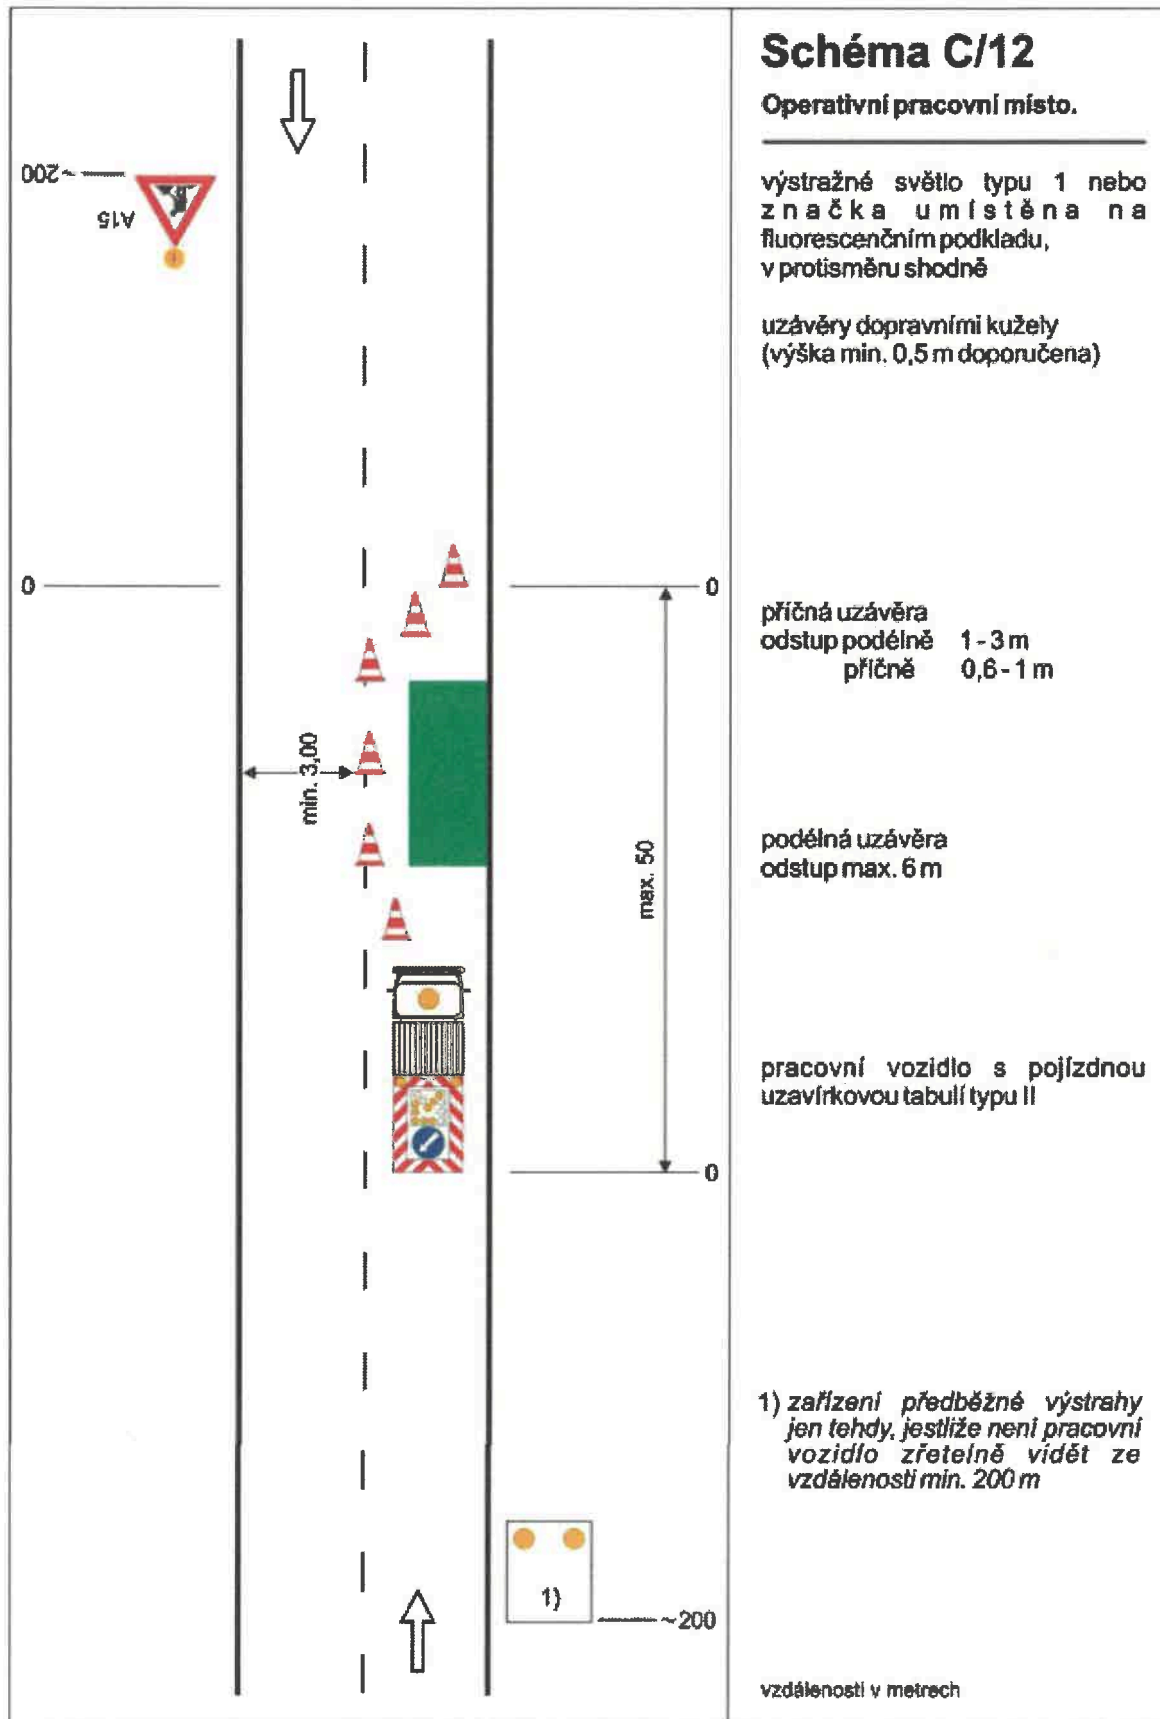 Schéma C/12
Operativní pracovní místo.
výstražné světlo typu 1 nebo
značka umístěna na
fluorescenčním podkladu,
v protisměru shodně
uzávěry dopravními kužely
(výška min. 0,5 m doporučena)
~200
A15
0
0
příčná uzávěra
odstup podélně 1 - 3 m
příčně 0,6 - 1 m
min. 3,00
max. 50
podélná uzávěra
odstup max. 6 m
pracovní vozidlo s pojízdnou
uzavírkovou tabulí typu II
0
1) zařízení předběžné výstrahy
jen tehdy, jestliže není pracovní
vozidlo zřetelně vidět ze
vzdálenosti min. 200 m
1)
~200
vzdálenosti v metrech